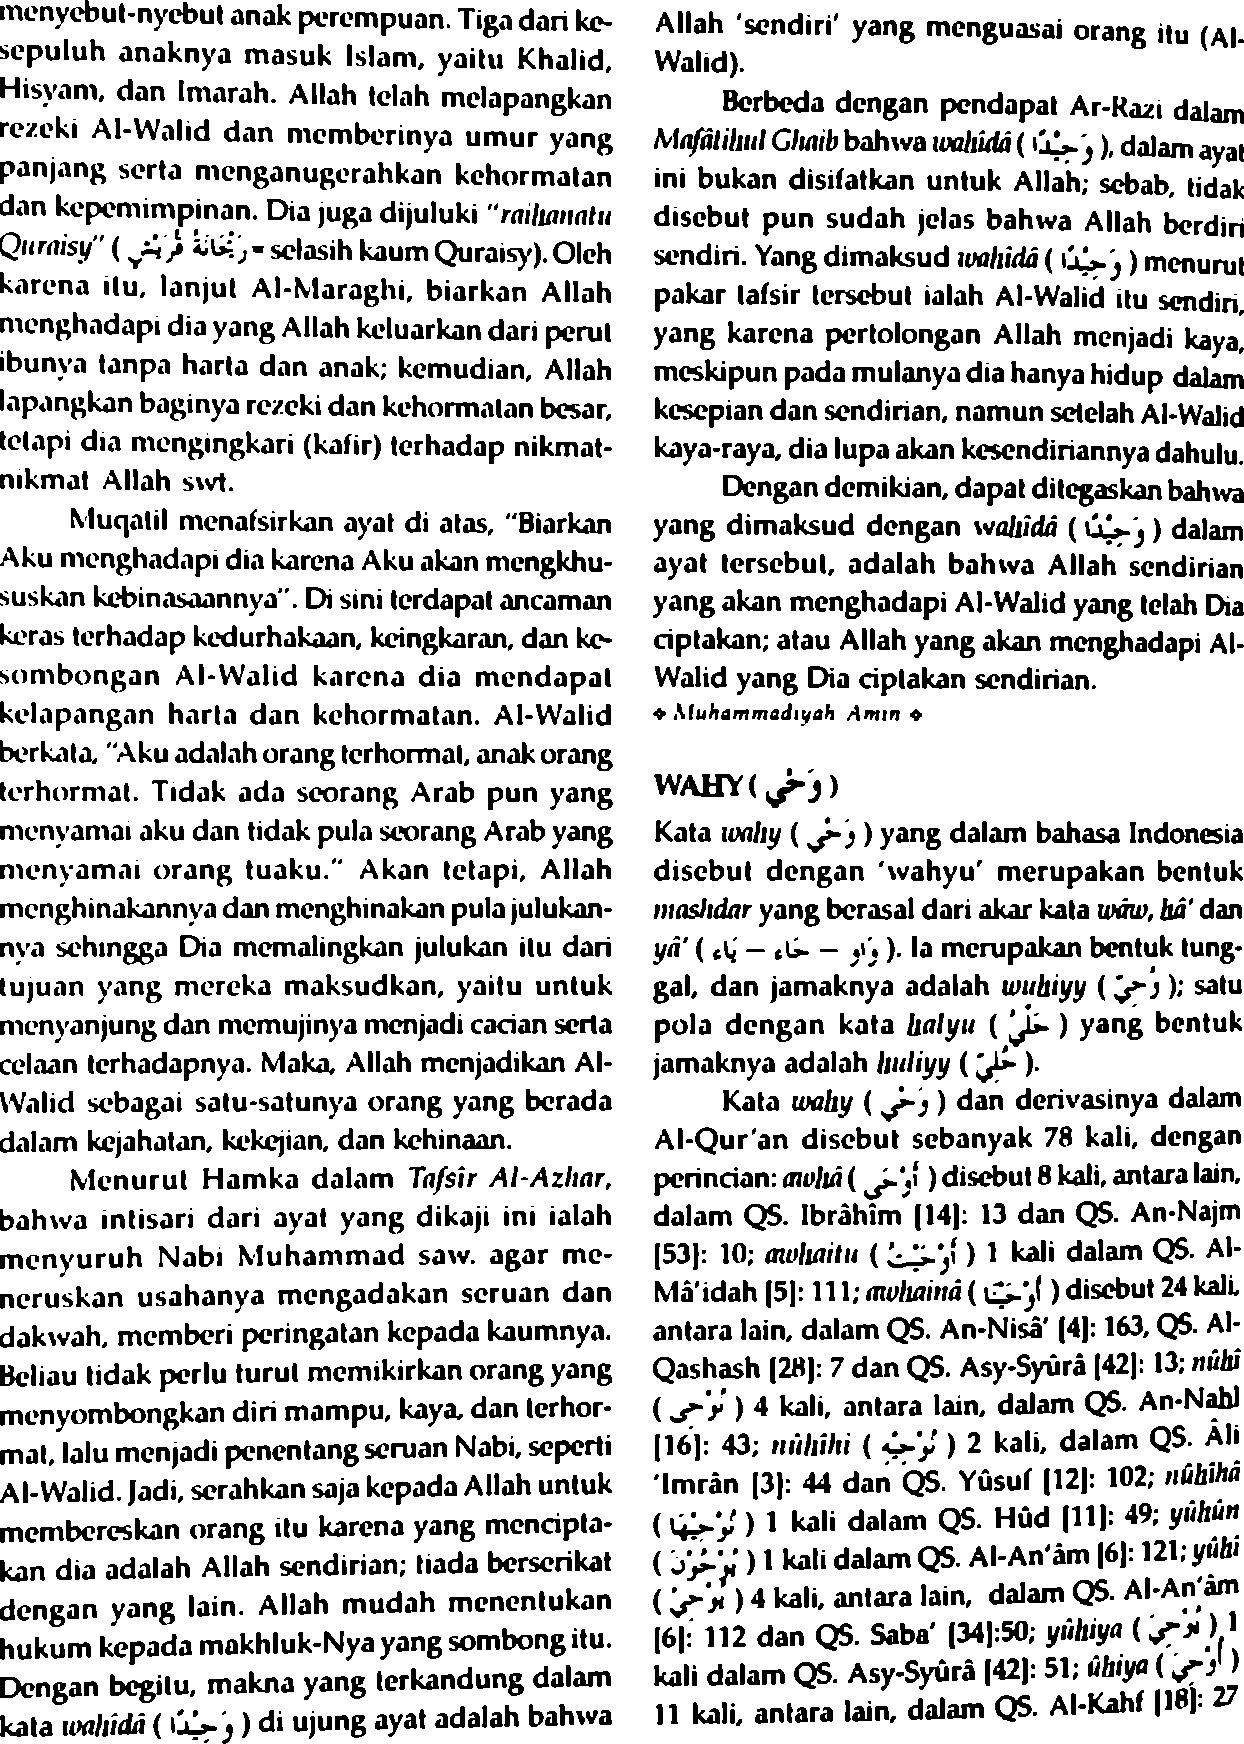 menyebut-nyebut anak perempuan. Tiga dari ke-
sepuluh anaknya masuk Islam, yaitu Khalid,
Hisyam, dan Imarah. Allah telah melapangkan
rezeki Al-Walid dan memberinya umur yang
panjang serta menganugerahkan kehormatan
dan kepemimpinan. Dia juga dijuluki "raihanatu
Quraisy" ( رَيْحَانَةُ قُرَيْشٍ = selasih kaum Quraisy). Oleh
karena itu, lanjut Al-Maraghi, biarkan Allah
menghadapi dia yang Allah keluarkan dari perut
ibunya tanpa harta dan anak; kemudian, Allah
lapangkan baginya rezeki dan kehormatan besar,
tetapi dia mengingkari (kafir) terhadap nikmat-
nikmat Allah swt.
Muqatil menafsirkan ayat di atas, "Biarkan
Aku menghadapi dia karena Aku akan mengkhu-
suskan kebinasaannya". Di sini terdapat ancaman
keras terhadap kedurhakaan, keingkaran, dan ke-
sombongan Al-Walid karena dia mendapat
kelapangan harta dan kehormatan. Al-Walid
berkata, "Aku adalah orang terhormat, anak orang
terhormat. Tidak ada seorang Arab pun yang
menyamai aku dan tidak pula seorang Arab yang
menyamai orang tuaku." Akan tetapi, Allah
menghinakannya dan menghinakan pula julukan-
nya sehingga Dia memalingkan julukan itu dari
tujuan yang mereka maksudkan, yaitu untuk
menyanjung dan memujinya menjadi cacian serta
celaan terhadapnya. Maka, Allah menjadikan Al-
Walid sebagai satu-satunya orang yang berada
dalam kejahatan, kekejian, dan kehinaan.
Menurut Hamka dalam Tafsîr Al-Azhar,
bahwa intisari dari ayat yang dikaji ini ialah
menyuruh Nabi Muhammad saw. agar me-
neruskan usahanya mengadakan seruan dan
dakwah, memberi peringatan kepada kaumnya.
Beliau tidak perlu turut memikirkan orang yang
menyombongkan diri mampu, kaya, dan terhor-
mat, lalu menjadi penentang seruan Nabi, seperti
Al-Walid. Jadi, serahkan saja kepada Allah untuk
membereskan orang itu karena yang mencipta-
kan dia adalah Allah sendirian; tiada berserikat
dengan yang lain. Allah mudah menentukan
hukum kepada makhluk-Nya yang sombong itu.
Dengan begitu, makna yang terkandung dalam
kata wahîdâ ( وَحِيْدًا ) di ujung ayat adalah bahwa
Allah 'sendiri' yang menguasai orang itu (Al-
Walid).
Berbeda dengan pendapat Ar-Razi dalam
Mafâtihul Ghaib bahwa wahîdâ ( وَحِيْدًا ), dalam ayat
ini bukan disifatkan untuk Allah; sebab, tidak
disebut pun sudah jelas bahwa Allah berdiri
sendiri. Yang dimaksud wahîdâ ( وَحِيْدًا ) menurut
pakar tafsir tersebut ialah Al-Walid itu sendiri,
yang karena pertolongan Allah menjadi kaya,
meskipun pada mulanya dia hanya hidup dalam
kesepian dan sendirian, namun setelah Al-Walid
kaya-raya, dia lupa akan kesendiriannya dahulu.
Dengan demikian, dapat ditegaskan bahwa
yang dimaksud dengan wahîdâ ( وَحِيْدًا ) dalam
ayat tersebut, adalah bahwa Allah sendirian
yang akan menghadapi Al-Walid yang telah Dia
ciptakan; atau Allah yang akan menghadapi Al-
Walid yang Dia ciptakan sendirian.
❖ Muhammadiyah Amin ❖
WAHY ( وَحْي )
Kata wahy ( وَحْي ) yang dalam bahasa Indonesia
disebut dengan 'wahyu' merupakan bentuk
mashdar yang berasal dari akar kata wâw, hâ' dan
yâ' ( وَاو – حَاء – يَاء ). Ia merupakan bentuk tung-
gal, dan jamaknya adalah wuhiyy ( وُحِيّ ); satu
pola dengan kata halyu ( حَلْيٌ ) yang bentuk
jamaknya adalah huliyy ( حُلِيّ ).
Kata wahy ( وَحْي ) dan derivasinya dalam
Al-Qur'an disebut sebanyak 78 kali, dengan
perincian: awhâ ( أَوْحَى ) disebut 8 kali, antara lain,
dalam QS. Ibrâhîm [14]: 13 dan QS. An-Najm
[53]: 10; awhaitu ( أَوْحَيْتُ ) 1 kali dalam QS. Al-
Mâ'idah [5]: 111; awhainâ ( أَوْحَيْنَا ) disebut 24 kali,
antara lain, dalam QS. An-Nisâ' [4]: 163, QS. Al-
Qashash [28]: 7 dan QS. Asy-Syûrâ [42]: 13; nûhî
( نُوْحِي ) 4 kali, antara lain, dalam QS. An-Nahl
[16]: 43; nûhîhi ( نُوْحِيْهِ ) 2 kali, dalam QS. Âli
'Imrân [3]: 44 dan QS. Yûsuf [12]: 102; nûhîhâ
( نُوْحِيْهَا ) 1 kali dalam QS. Hûd [11]: 49; yûhûn
( يُوْحُوْنَ ) 1 kali dalam QS. Al-An'âm [6]: 121; yûhî
( يُوْحِي ) 4 kali, antara lain, dalam QS. Al-An'âm
[6]: 112 dan QS. Saba' [34]:50; yûhiya ( يُوْحِيَ ) 1
kali dalam QS. Asy-Syûrâ [42]: 51; ûhiya ( أُوْحِيَ )
11 kali, antara lain, dalam QS. Al-Kahf [18]: 27